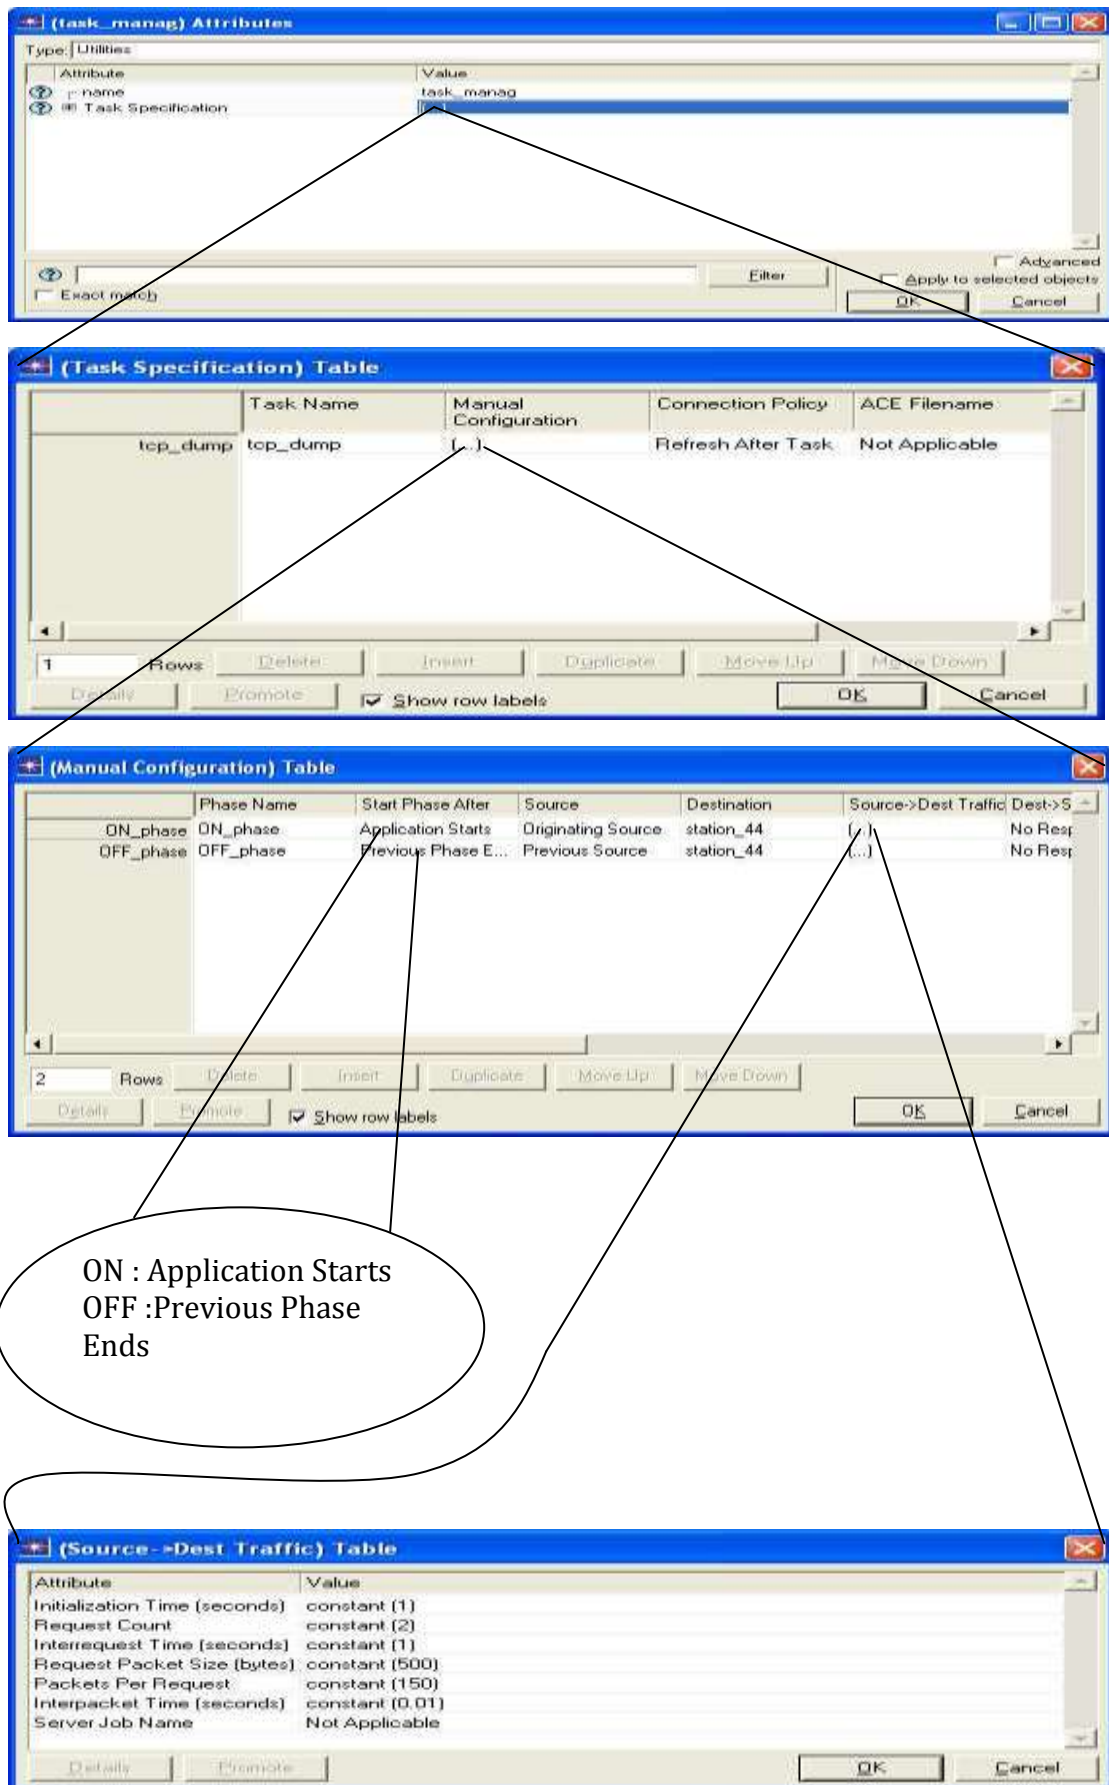 (task_manag) Attributes
Type: Utilities
Attribute Value
name task_manag
Task Specification (...)
Advanced
Filter Apply to selected objects
Exact match OK Cancel
(Task Specification) Table
Task Name Manual Configuration Connection Policy ACE Filename
tcp_dump tcp_dump (...) Refresh After Task Not Applicable
1 Rows Delete Insert Duplicate Move Up Move Down
Details Promote Show row labels OK Cancel
(Manual Configuration) Table
Phase Name Start Phase After Source Destination Source->Dest Traffic Dest->S
ON_phase ON_phase Application Starts Originating Source station_44 (...) No Resp
OFF_phase OFF_phase Previous Phase E... Previous Source station_44 (...) No Resp
2 Rows Delete Insert Duplicate Move Up Move Down
Details Promote Show row labels OK Cancel
ON : Application Starts
OFF :Previous Phase
Ends
(Source->Dest Traffic) Table
Attribute Value
Initialization Time (seconds) constant (1)
Request Count constant (2)
Interrequest Time (seconds) constant (1)
Request Packet Size (bytes) constant (500)
Packets Per Request constant (150)
Interpacket Time (seconds) constant (0.01)
Server Job Name Not Applicable
Details Promote OK Cancel